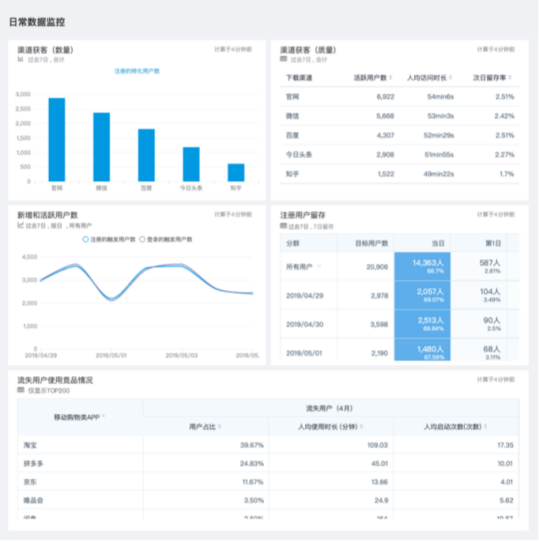 日常数据监控
渠道获客（数量）
计算于4分钟前
过去7日，合计
注册的转化用户数
3,000
2,500
2,000
1,500
1,000
500
0
官网 微信 百度 今日头条 知乎
渠道获客（质量）
计算于4分钟前
过去7日，合计
下载渠道 活跃用户数 人均访问时长 次日留存率
官网 6,922 54min6s 2.51%
微信 5,668 53min3s 2.42%
百度 4,307 52min29s 2.51%
今日头条 2,908 51min55s 2.27%
知乎 1,522 49min22s 1.7%
新增和活跃用户数
计算于4分钟前
过去7日，按日，所有用户
注册的触发用户数 登录的触发用户数
4,000
3,000
2,000
1,000
0
2019/04/29 2019/05/01 2019/05/03 2019/05.
注册用户留存
计算于4分钟前
过去7日，7日留存
分群 目标用户数 当日 第1日
所有用户 20,906 14,363人 587人
68.7% 2.81%
2019/04/29 2,978 2,057人 104人
69.07% 3.49%
2019/04/30 3,598 2,513人 90人
69.84% 2.5%
2019/05/01 2,190 1,480人 68人
67.58% 3.11%
流失用户使用竞品情况
计算于4分钟前
仅显示TOP200
移动购物类APP
流失用户（4月）
用户占比 人均使用时长 (分钟) 人均启动次数(次数)
淘宝 39.67% 109.03 17.35
拼多多 24.83% 45.01 10.01
京东 11.67% 13.66 4.01
唯品会 3.50% 24.9 5.62